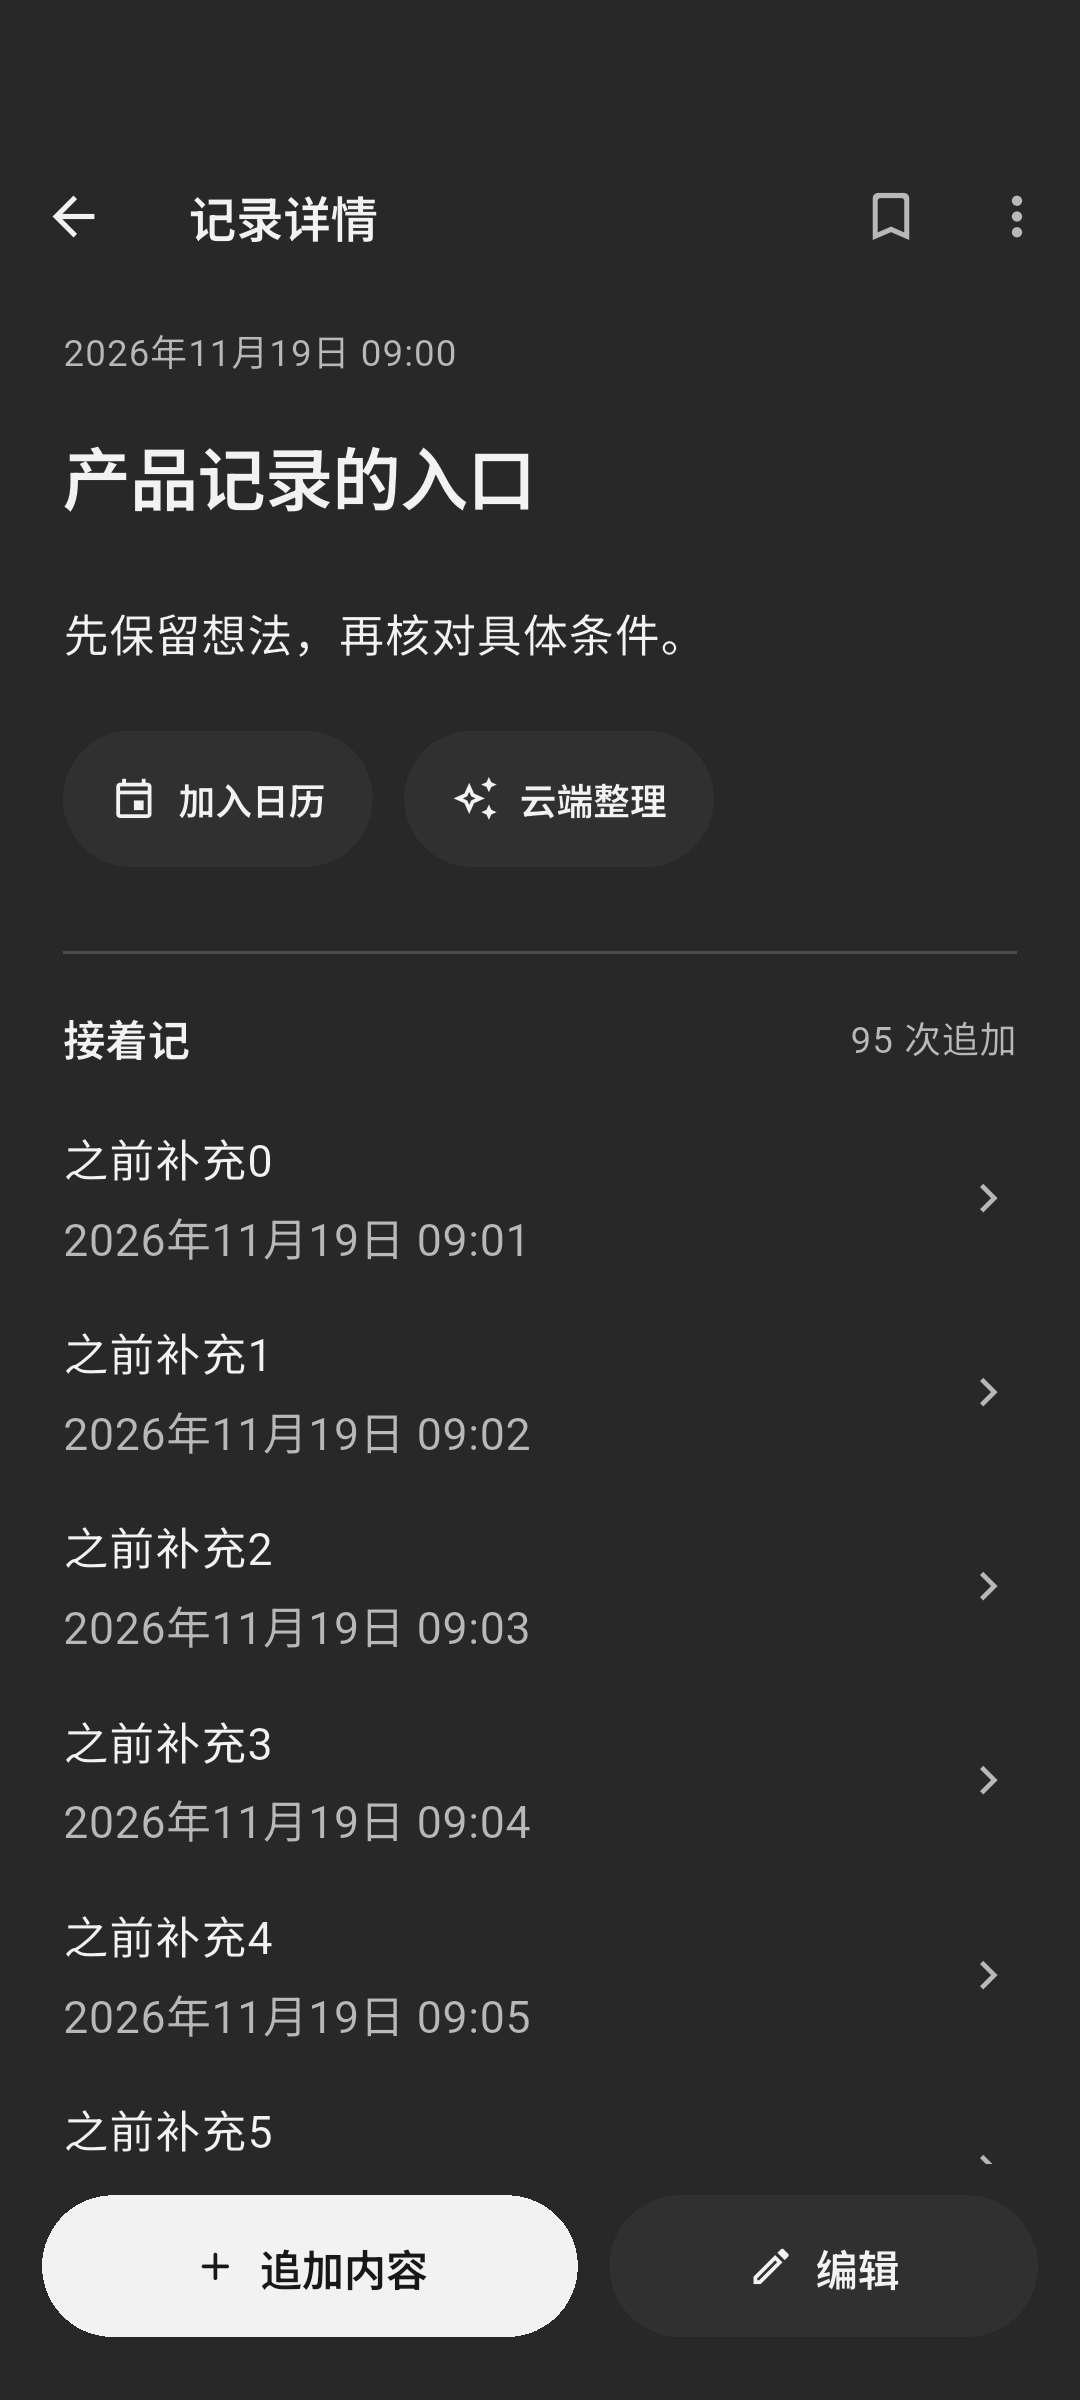 记录详情
2026年11月19日 09:00
产品记录的入口
先保留想法，再核对具体条件。
加入日历
云端整理
接着记
95 次追加
之前补充0
2026年11月19日 09:01
之前补充1
2026年11月19日 09:02
之前补充2
2026年11月19日 09:03
之前补充3
2026年11月19日 09:04
之前补充4
2026年11月19日 09:05
之前补充5
追加内容
编辑